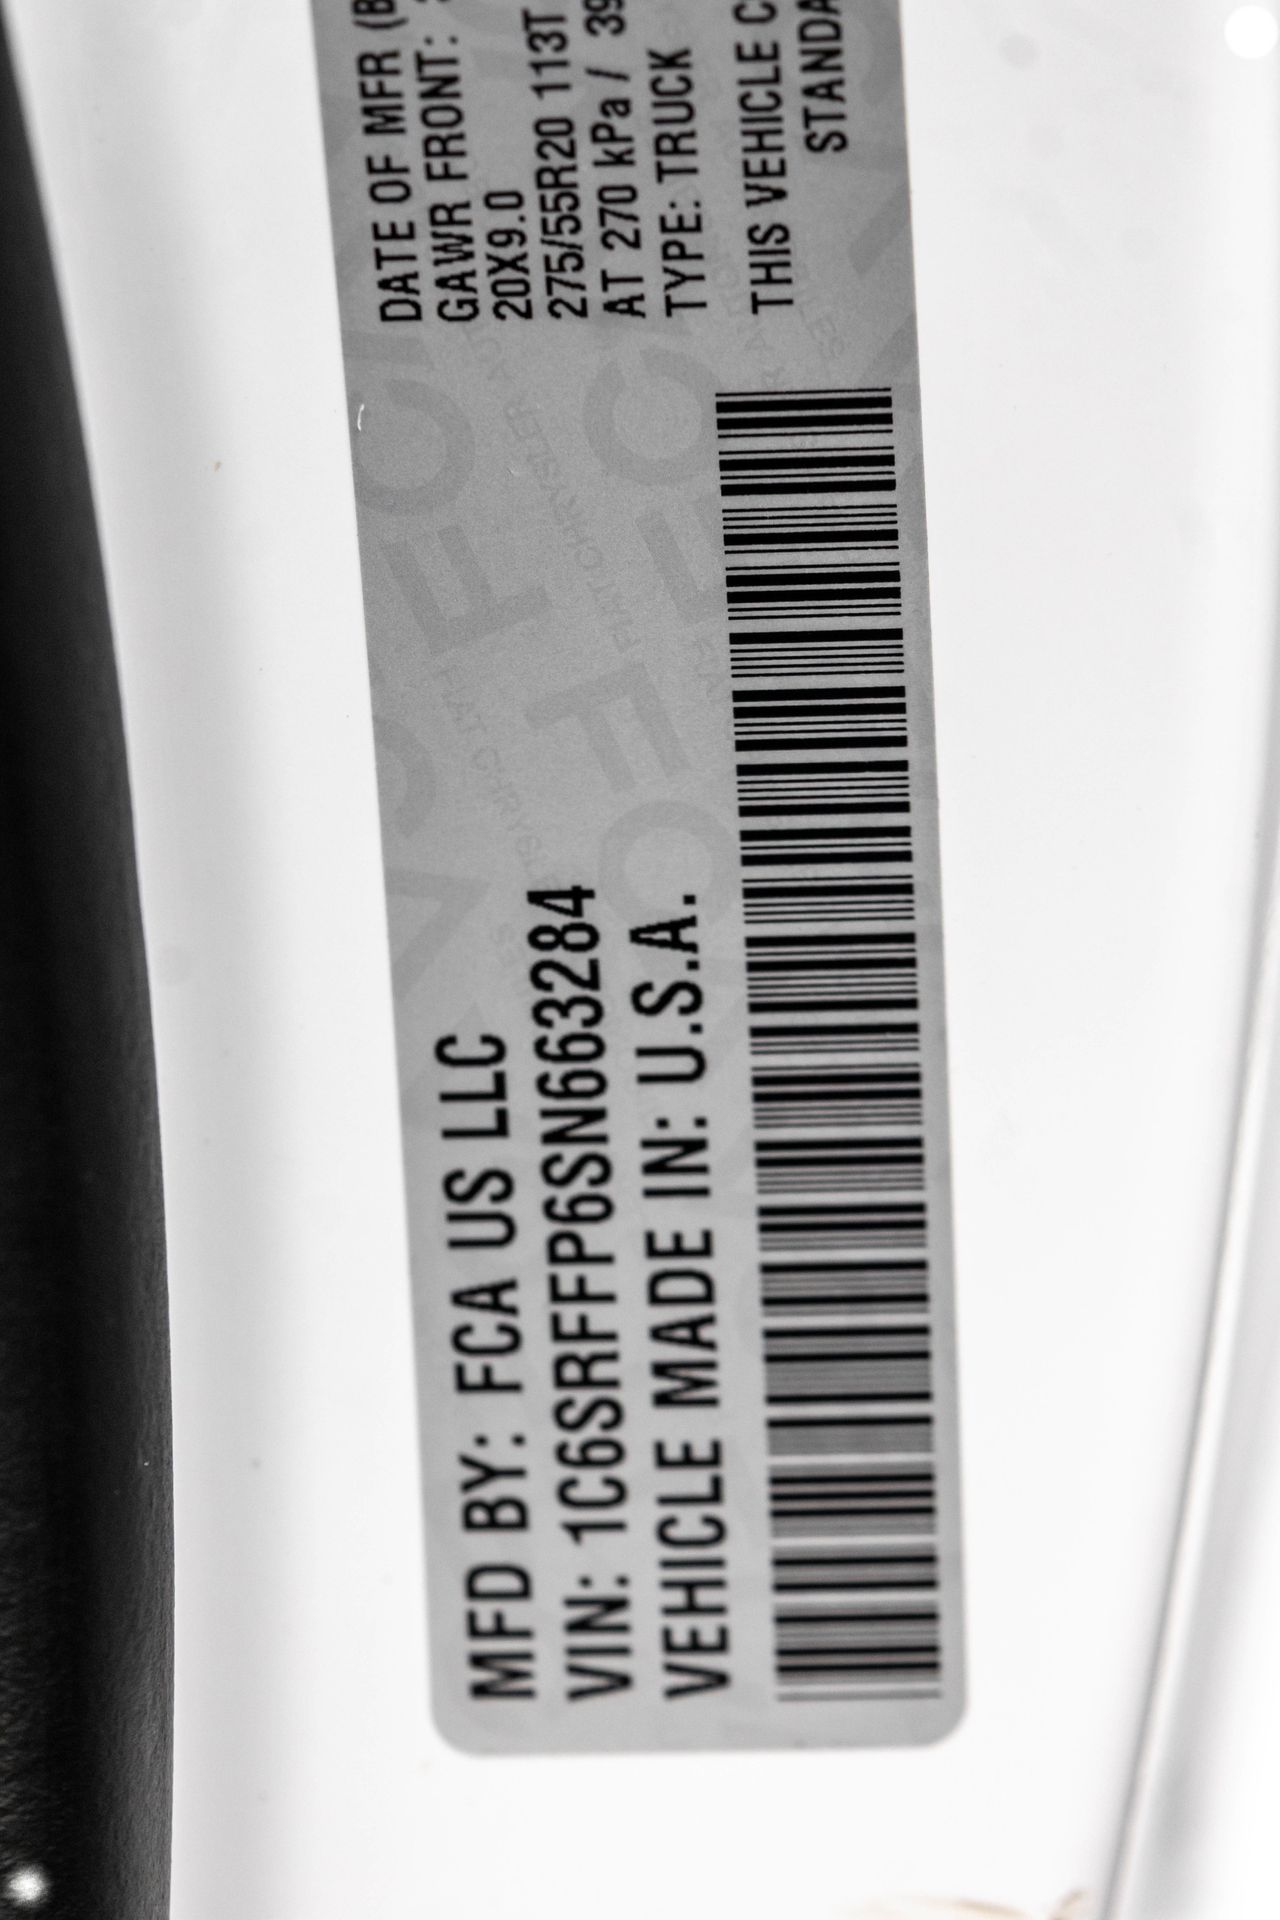 MFD BY: FCA US LLC
VIN: 1C6SRFFP6SN663284
VEHICLE MADE IN: U.S.A.
DATE OF MFR
GAWR FRONT:
20X9.0
275/55R20 113T
AT 270 kPa / 39
TYPE: TRUCK
THIS VEHICLE C
STANDA